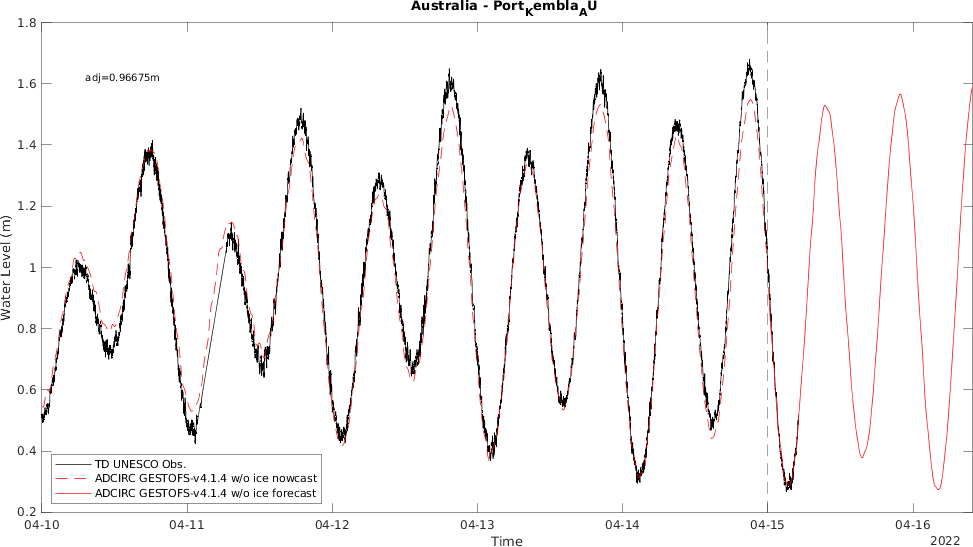 Australia - Port_Kembla_AU
1.8
1.6
1.4
1.2
1
0.8
0.6
0.4
0.2
Water Level (m)
adj=0.96675m
TD UNESCO Obs.
ADCIRC GESTOFS-v4.1.4 w/o ice nowcast
ADCIRC GESTOFS-v4.1.4 w/o ice forecast
04-10 04-11 04-12 04-13 04-14 04-15 04-16
Time
2022